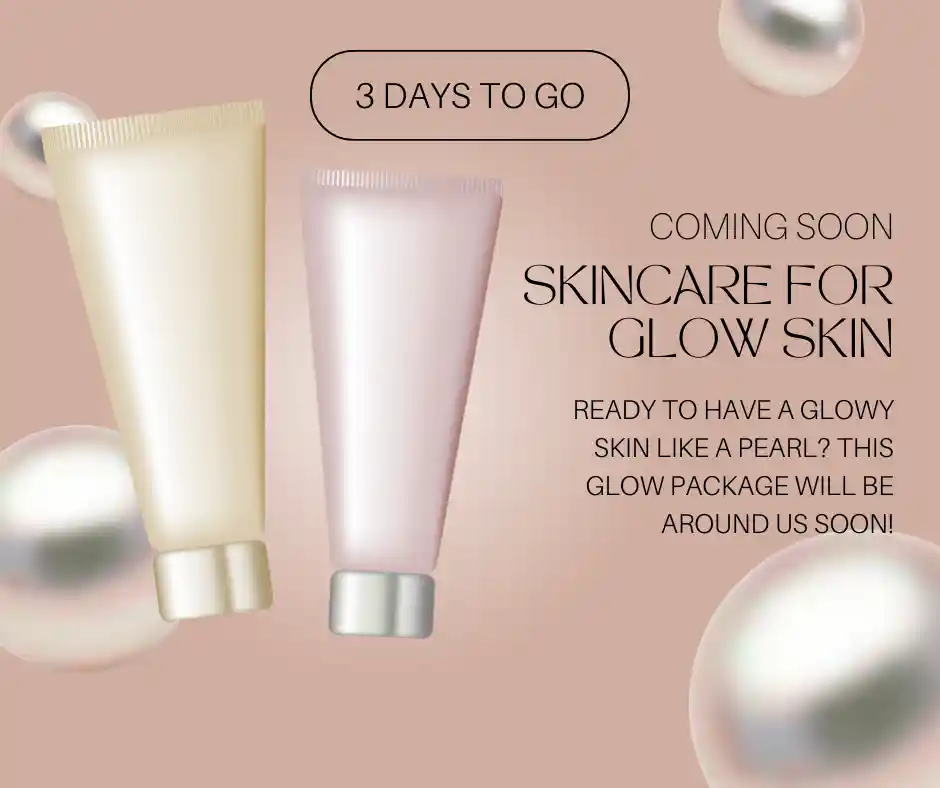 3 DAYS TO GO
COMING SOON
SKINCARE FOR
GLOW SKIN
READY TO HAVE A GLOWY
SKIN LIKE A PEARL? THIS
GLOW PACKAGE WILL BE
AROUND US SOON!